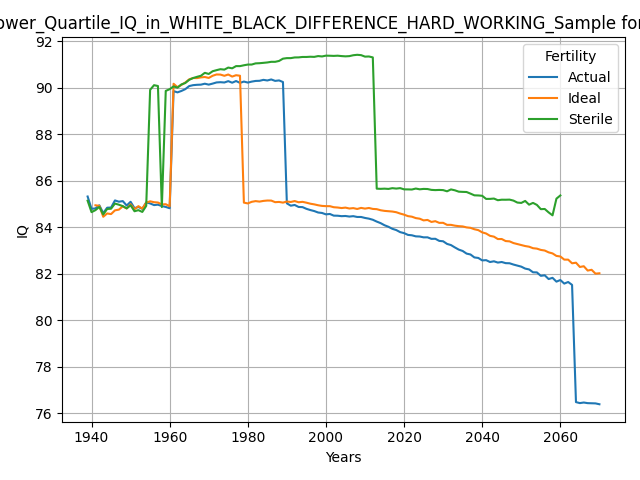 ower_Quartile_IQ_in_WHITE_BLACK_DIFFERENCE_HARD_WORKING_Sample for
Fertility
Actual
Ideal
Sterile
IQ
92
90
88
86
84
82
80
78
76
1940
1960
1980
2000
2020
2040
2060
Years